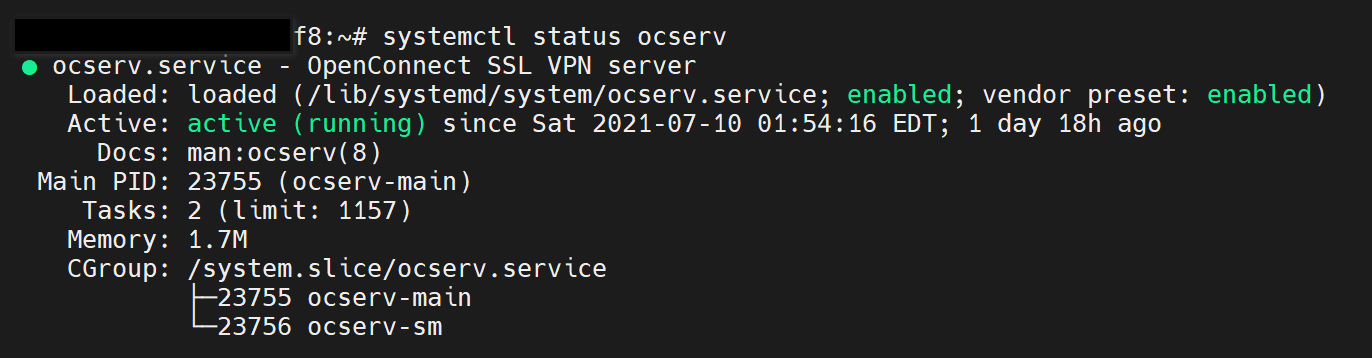 f8:~# systemctl status ocserv
● ocserv.service - OpenConnect SSL VPN server
Loaded: loaded (/lib/systemd/system/ocserv.service; enabled; vendor preset: enabled)
Active: active (running) since Sat 2021-07-10 01:54:16 EDT; 1 day 18h ago
Docs: man:ocserv(8)
Main PID: 23755 (ocserv-main)
Tasks: 2 (limit: 1157)
Memory: 1.7M
CGroup: /system.slice/ocserv.service
├─23755 ocserv-main
└─23756 ocserv-sm